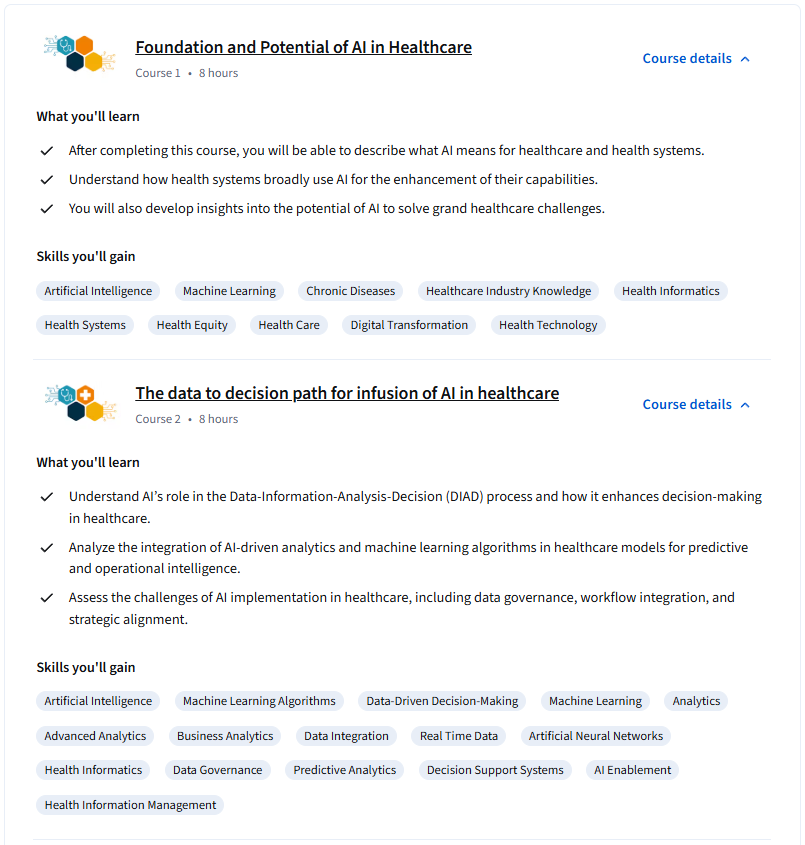 Foundation and Potential of AI in Healthcare
Course details
Course 1 • 8 hours
What you'll learn
After completing this course, you will be able to describe what AI means for healthcare and health systems.
Understand how health systems broadly use AI for the enhancement of their capabilities.
You will also develop insights into the potential of AI to solve grand healthcare challenges.
Skills you'll gain
Artificial Intelligence Machine Learning Chronic Diseases Healthcare Industry Knowledge Health Informatics
Health Systems Health Equity Health Care Digital Transformation Health Technology
The data to decision path for infusion of AI in healthcare
Course details
Course 2 • 8 hours
What you'll learn
Understand AI’s role in the Data-Information-Analysis-Decision (DIAD) process and how it enhances decision-making
in healthcare.
Analyze the integration of AI-driven analytics and machine learning algorithms in healthcare models for predictive
and operational intelligence.
Assess the challenges of AI implementation in healthcare, including data governance, workflow integration, and
strategic alignment.
Skills you'll gain
Artificial Intelligence Machine Learning Algorithms Data-Driven Decision-Making Machine Learning Analytics
Advanced Analytics Business Analytics Data Integration Real Time Data Artificial Neural Networks
Health Informatics Data Governance Predictive Analytics Decision Support Systems AI Enablement
Health Information Management